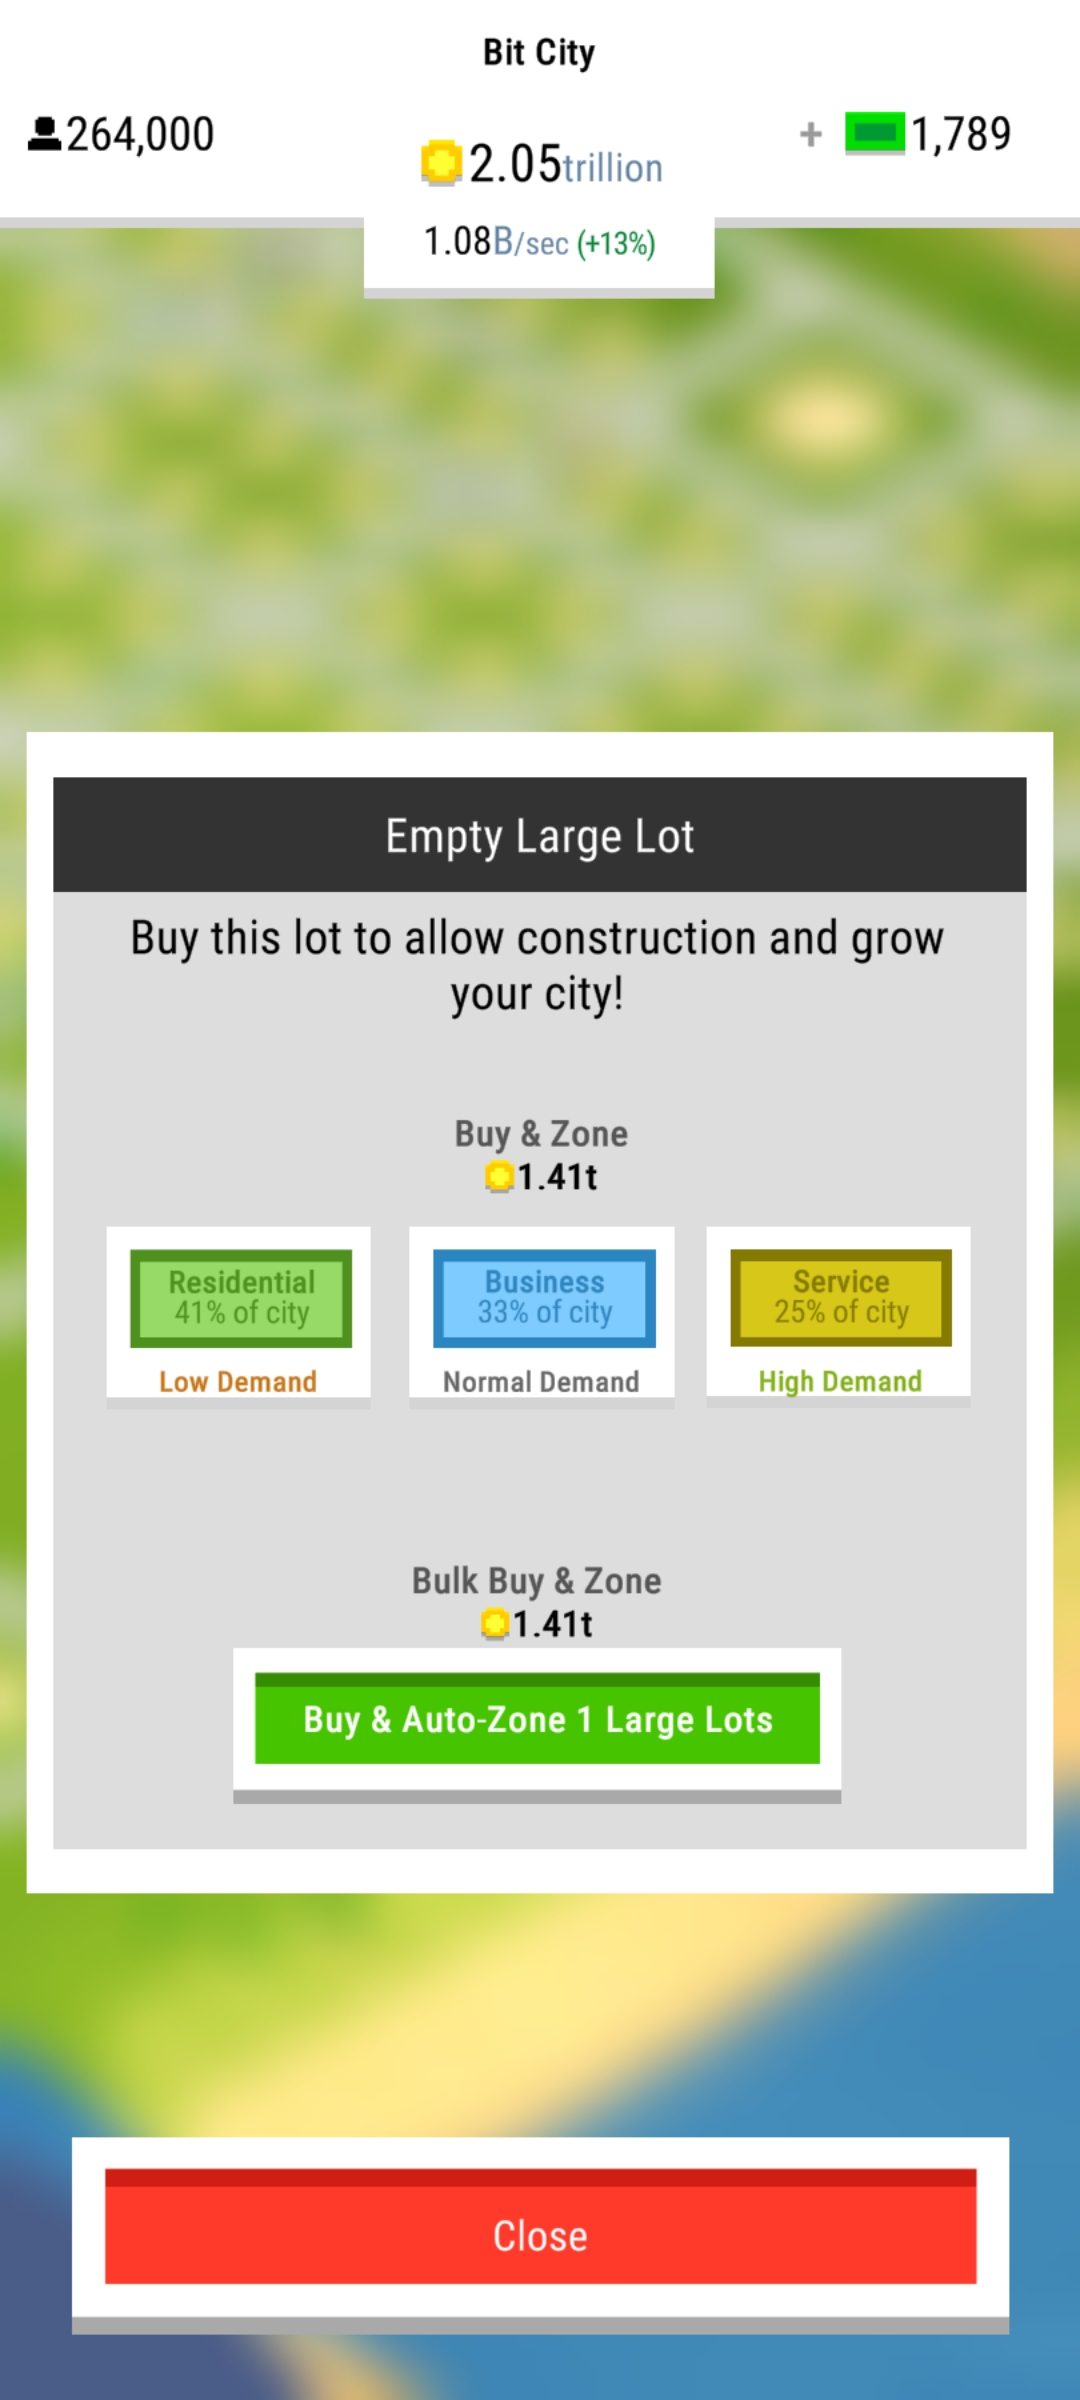 Bit City
264,000
2.05trillion
+ 1,789
1.08B/sec (+13%)
Empty Large Lot
Buy this lot to allow construction and grow
your city!
Buy & Zone
1.41t
Residential
41% of city
Low Demand
Business
33% of city
Normal Demand
Service
25% of city
High Demand
Bulk Buy & Zone
1.41t
Buy & Auto-Zone 1 Large Lots
Close